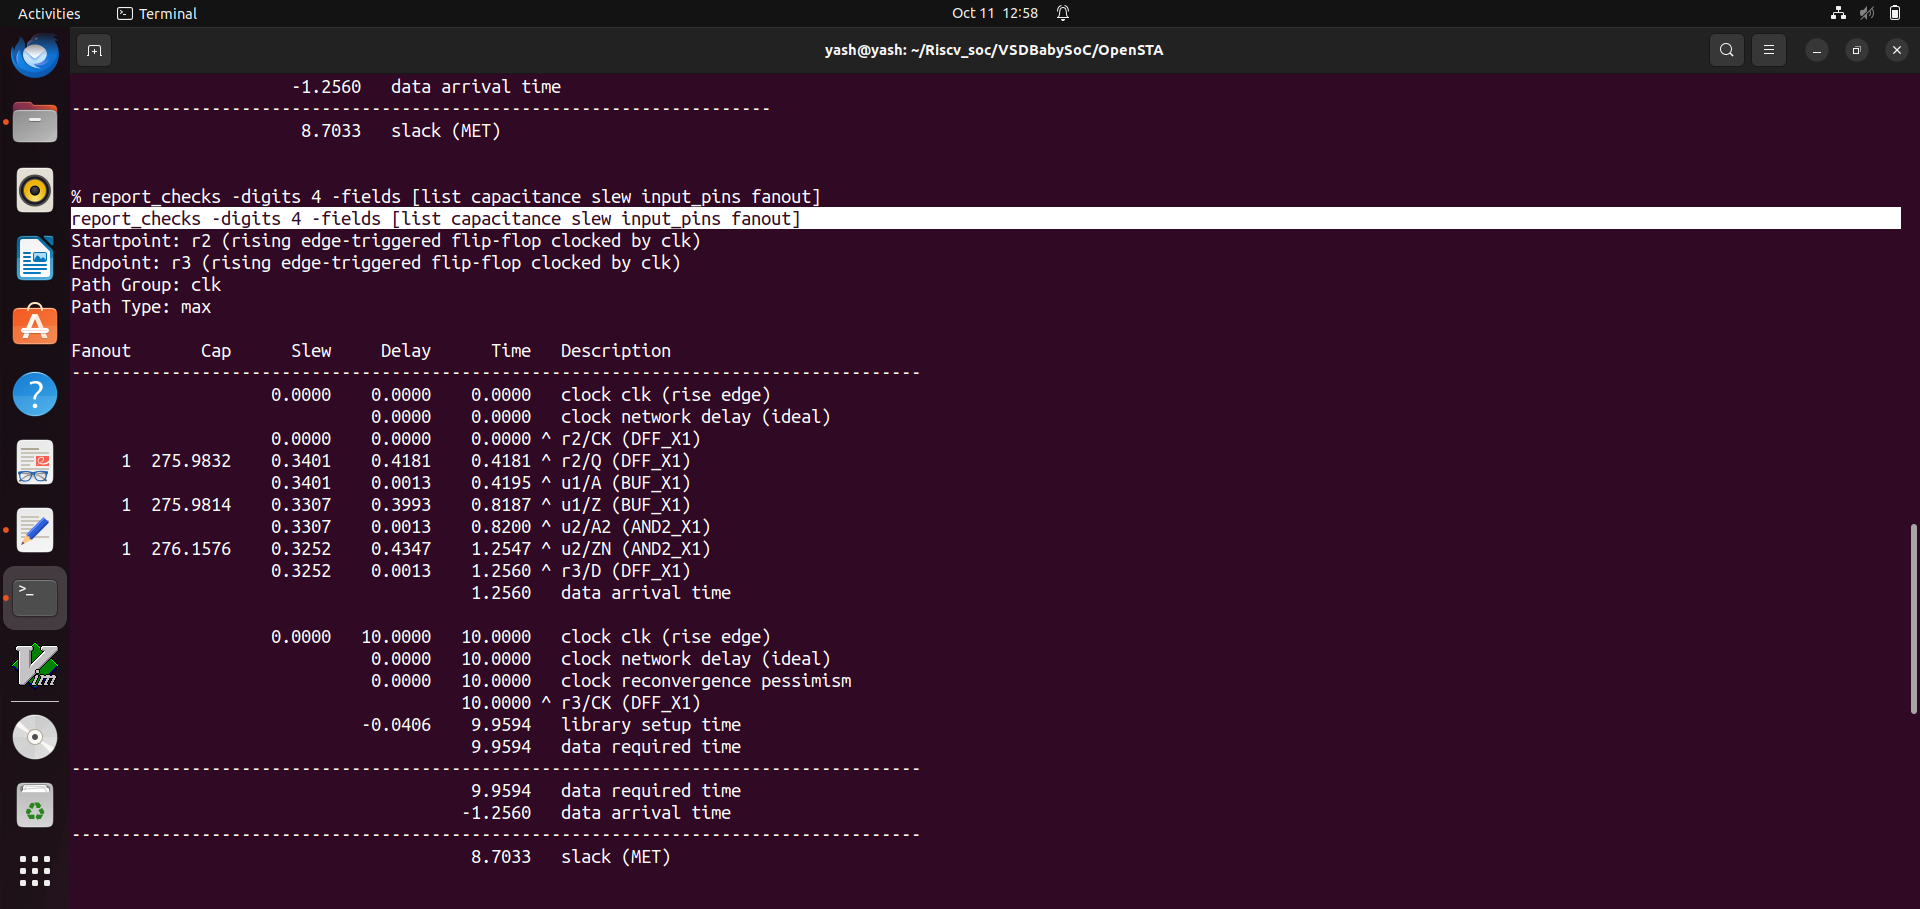 Activities Terminal Oct 11 12:58
yash@yash: ~/Riscv_soc/VSDBabySoC/OpenSTA
-1.2560 data arrival time
----------------------------------------------------------------------
8.7033 slack (MET)
% report_checks -digits 4 -fields [list capacitance slew input_pins fanout]
report_checks -digits 4 -fields [list capacitance slew input_pins fanout]
Startpoint: r2 (rising edge-triggered flip-flop clocked by clk)
Endpoint: r3 (rising edge-triggered flip-flop clocked by clk)
Path Group: clk
Path Type: max
Fanout Cap Slew Delay Time Description
-------------------------------------------------------------------------------------
0.0000 0.0000 0.0000 clock clk (rise edge)
0.0000 0.0000 clock network delay (ideal)
0.0000 0.0000 0.0000 ^ r2/CK (DFF_X1)
1 275.9832 0.3401 0.4181 0.4181 ^ r2/Q (DFF_X1)
0.3401 0.0013 0.4195 ^ u1/A (BUF_X1)
1 275.9814 0.3307 0.3993 0.8187 ^ u1/Z (BUF_X1)
0.3307 0.0013 0.8200 ^ u2/A2 (AND2_X1)
1 276.1576 0.3252 0.4347 1.2547 ^ u2/ZN (AND2_X1)
0.3252 0.0013 1.2560 ^ r3/D (DFF_X1)
1.2560 data arrival time
0.0000 10.0000 10.0000 clock clk (rise edge)
0.0000 10.0000 clock network delay (ideal)
0.0000 10.0000 clock reconvergence pessimism
10.0000 ^ r3/CK (DFF_X1)
-0.0406 9.9594 library setup time
9.9594 data required time
-------------------------------------------------------------------------------------
9.9594 data required time
-1.2560 data arrival time
-------------------------------------------------------------------------------------
8.7033 slack (MET)